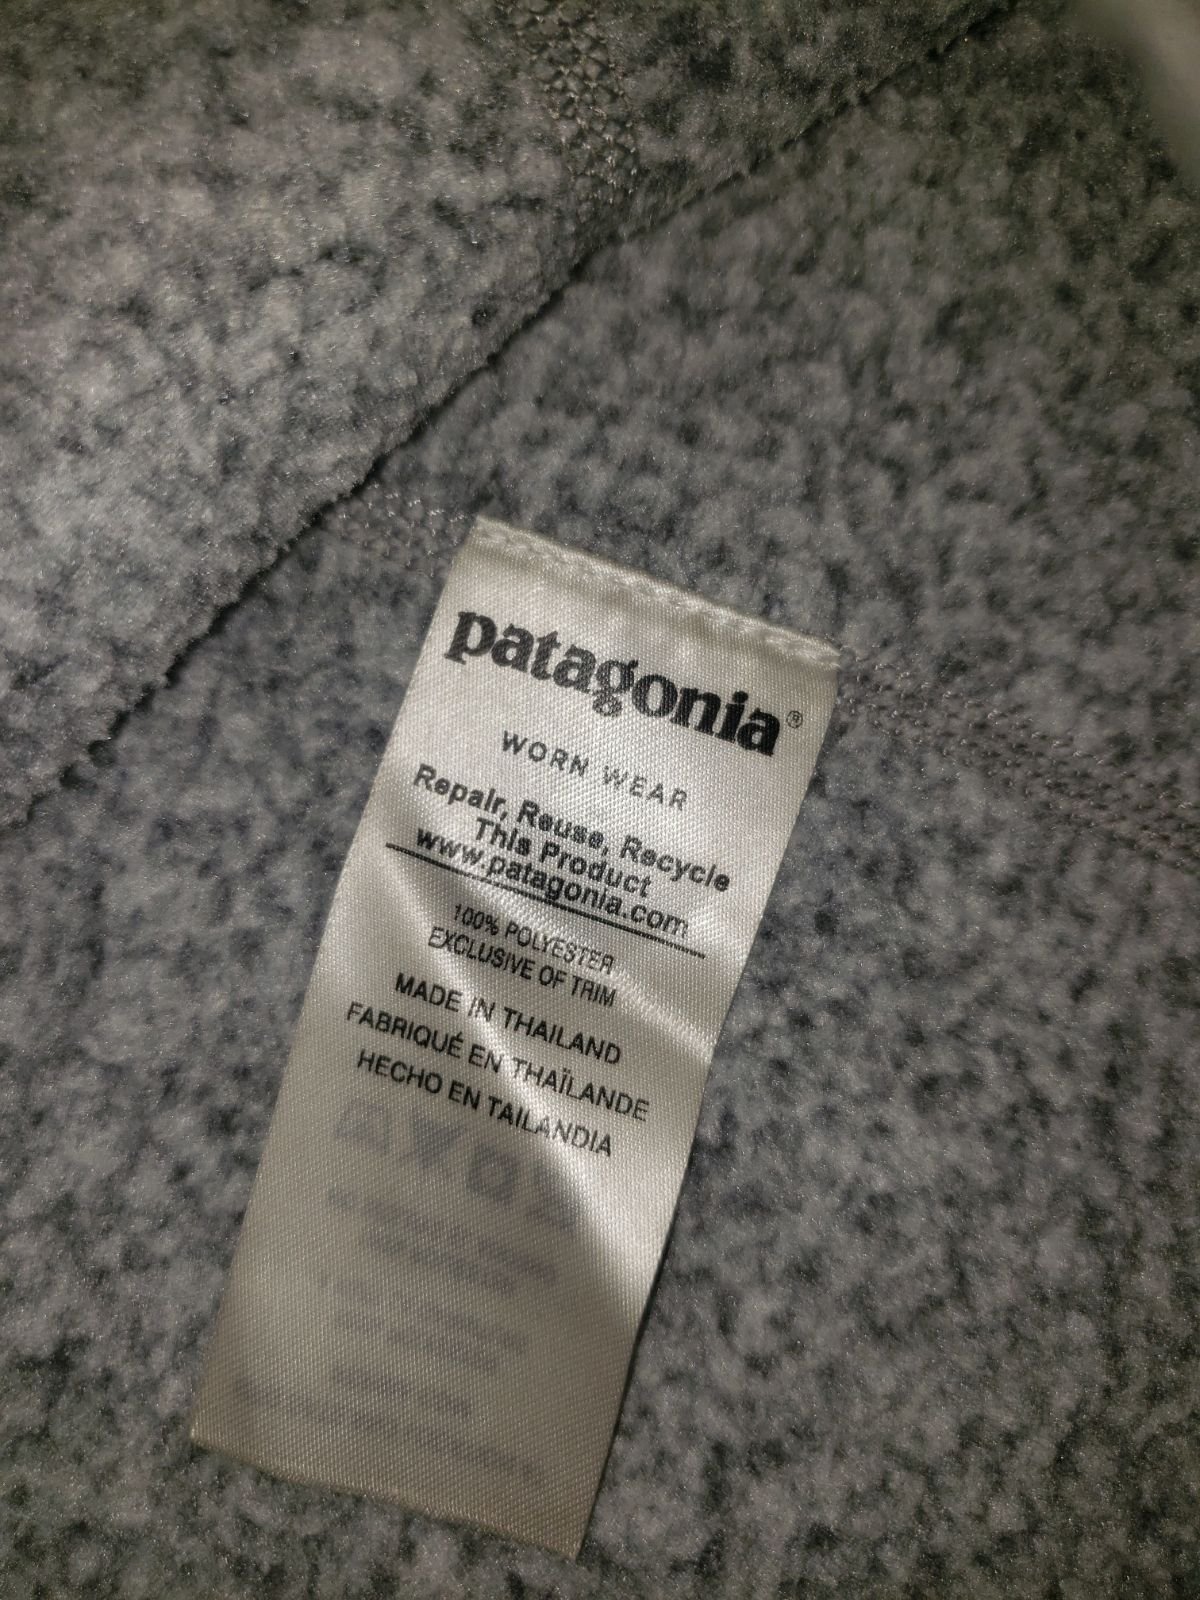 patagonia®
WORN WEAR
Repair, Reuse, Recycle
This Product
www.patagonia.com
100% POLYESTER
EXCLUSIVE OF TRIM
MADE IN THAILAND
FABRIQUÉ EN THAÏLANDE
HECHO EN TAILANDIA